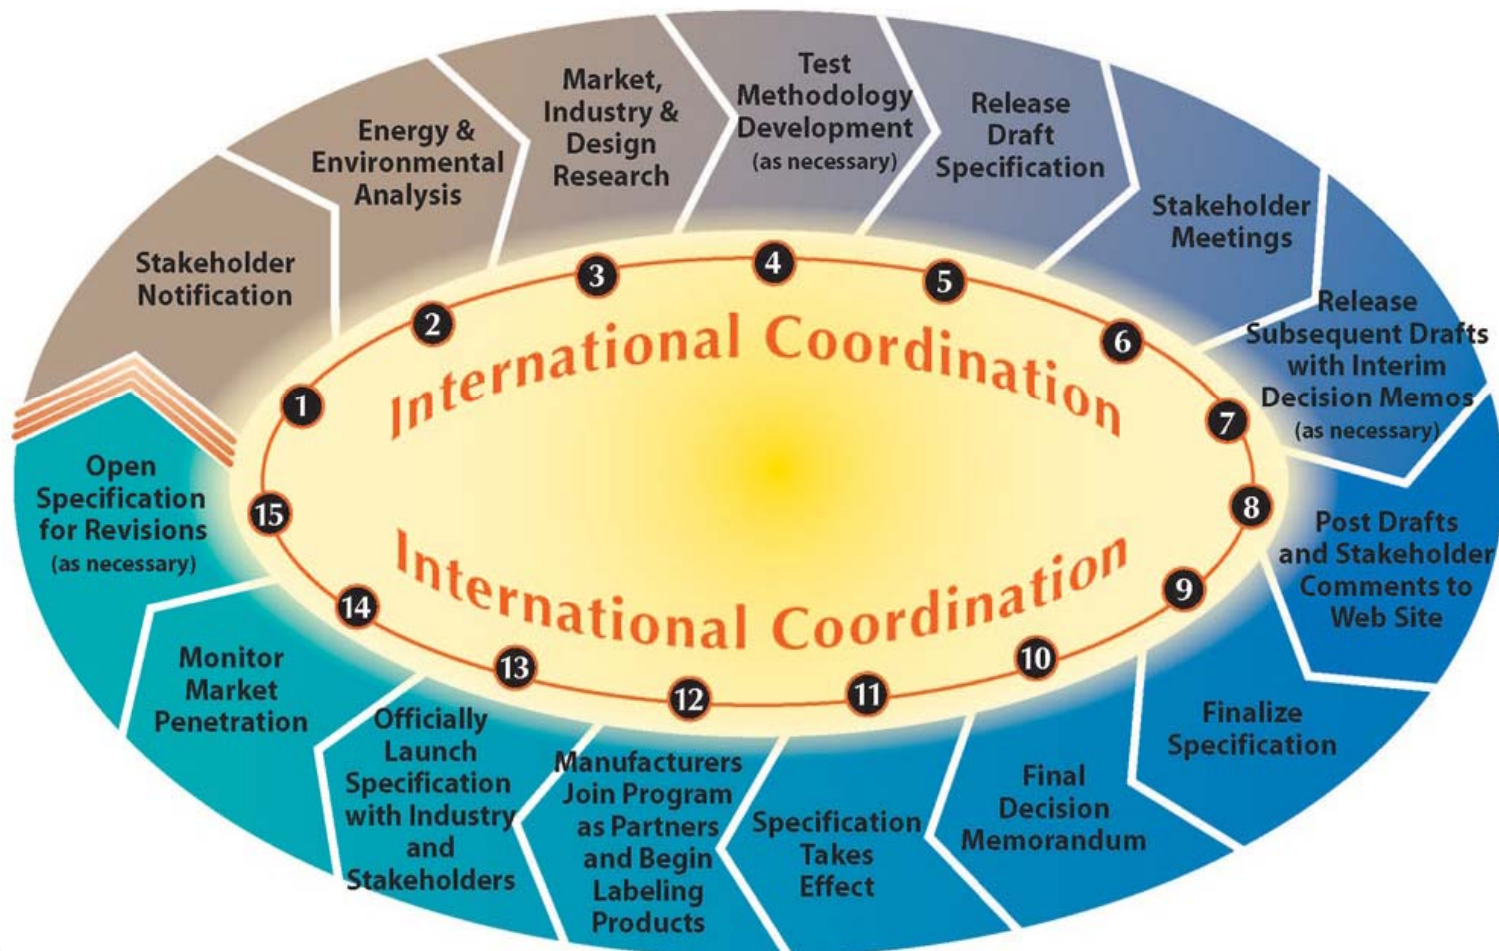 Stakeholder
Notification
Energy &
Environmental
Analysis
Market,
Industry &
Design
Research
Test
Methodology
Development
(as necessary)
Release
Draft
Specification
Stakeholder
Meetings
Release
Subsequent Drafts
with Interim
Decision Memos
(as necessary)
Post Drafts
and Stakeholder
Comments to
Web Site
Finalize
Specification
Final
Decision
Memorandum
Specification
Takes
Effect
Manufacturers
Join Program
as Partners
and Begin
Labeling
Products
Officially
Launch
Specification
with Industry
and
Stakeholders
Monitor
Market
Penetration
Open
Specification
for Revisions
(as necessary)
1
2
3
4
5
6
7
8
9
10
11
12
13
14
15
International Coordination
International Coordination